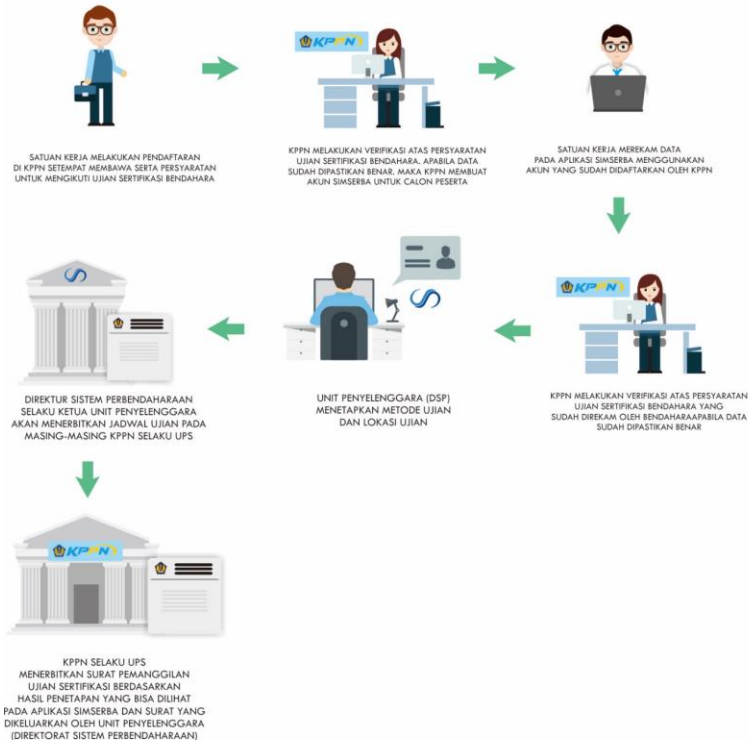 KPPN
SATUAN KERJA MELAKUKAN PENDAFTARAN
DI KPPN SETEMPAT MEMBAWA SERTA PERSYARATAN
UNTUK MENGIKUTI UJIAN SERTIFIKASI BENDAHARA
KPPN MELAKUKAN VERIFIKASI ATAS PERSYARATAN
UJIAN SERTIFIKASI BENDAHARA. APABILA DATA
SUDAH DIPASTIKAN BENAR, MAKA KPPN MEMBUAT
AKUN SIMSERBA UNTUK CALON PESERTA
SATUAN KERJA MEREKAM DATA
PADA APLIKASI SIMSERBA MENGGUNAKAN
AKUN YANG SUDAH DIDAFTARKAN OLEH KPPN
KPPN
KPPN MELAKUKAN VERIFIKASI ATAS PERSYARATAN
UJIAN SERTIFIKASI BENDAHARA YANG
SUDAH DIREKAM OLEH BENDAHARAAPABILA DATA
SUDAH DIPASTIKAN BENAR
UNIT PENYELENGGARA (DSP)
MENETAPKAN METODE UJIAN
DAN LOKASI UJIAN
DIREKTUR SISTEM PERBENDAHARAAN
SELAKU KETUA UNIT PENYELENGGARA
AKAN MENERBITKAN JADWAL UJIAN PADA
MASING-MASING KPPN SELAKU UPS
KPPN
KPPN SELAKU UPS
MENERBITKAN SURAT PEMANGGILAN
UJIAN SERTIFIKASI BERDASARKAN
HASIL PENETAPAN YANG BISA DILIHAT
PADA APLIKASI SIMSERBA DAN SURAT YANG
DIKELUARKAN OLEH UNIT PENYELENGGARA
(DIREKTORAT SISTEM PERBENDAHARAAN)